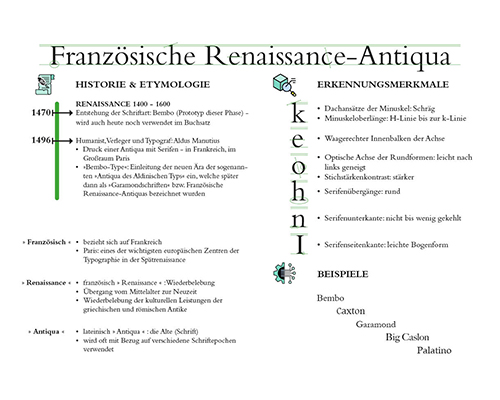 Französische Renaissance-Antiqua
HISTORIE & ETYMOLOGIE
RENAISSANCE 1400 – 1600
1470
Entstehung der Schriftart: Bembo (Prototyp dieser Phase) –
wird auch heute noch verwendet im Buchsatz
1496
Humanist, Verleger und Typograf: Aldus Manutius
• Druck einer Antiqua mit Serifen – in Frankreich, im
Großraum Paris
• »Bembo-Type«: Einleitung der neuen Ära der sogenann-
ten »Antiqua des Aldinischen Typs« ein, welche später
dann als »Garamondschriften« bzw. Französische
Renaissance-Antiquas bezeichnet wurden
» Französisch «
• bezieht sich auf Frankreich
• Paris: eines der wichtigsten europäischen Zentren der
Typographie in der Spätrenaissance
» Renaissance «
• französisch » Renaissance « : Wiederbelebung
• Übergang vom Mittelalter zur Neuzeit
• Wiederbelebung der kulturellen Leistungen der
griechischen und römischen Antike
» Antiqua «
• lateinisch » Antiqua « : die Alte (Schrift)
• wird oft mit Bezug auf verschiedene Schriftepochen
verwendet
ERKENNUNGSMERKMALE
k
• Dachansätze der Minuskel: Schräg
• Minuskeloberlänge: H-Linie bis zur k-Linie
e
• Waagerechter Innenbalken der Achse
o
• Optische Achse der Rundformen: leicht nach
links geneigt
• Stichstärkenkontrast: stärker
h
• Serifenübergänge: rund
n
• Serifenunterkante: nicht bis wenig gekehlt
I
• Serifenseitenkante: leichte Bogenform
BEISPIELE
Bembo
Caxton
Garamond
Big Caslon
Palatino